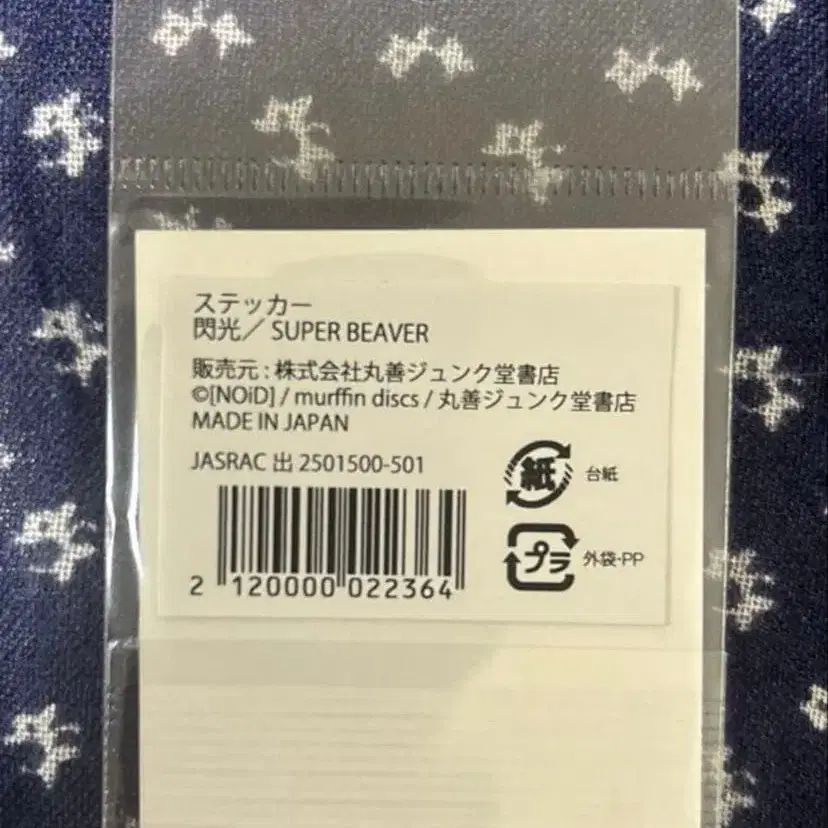 ステッカー
閃光／ SUPER BEAVER
販売元 : 株式会社丸善ジュンク堂書店
©[NOiD] / murffin discs / 丸善ジュンク堂書店
MADE IN JAPAN
JASRAC 出 2501500-501
紙 台紙
プラ 外袋-PP
2 120000 022364